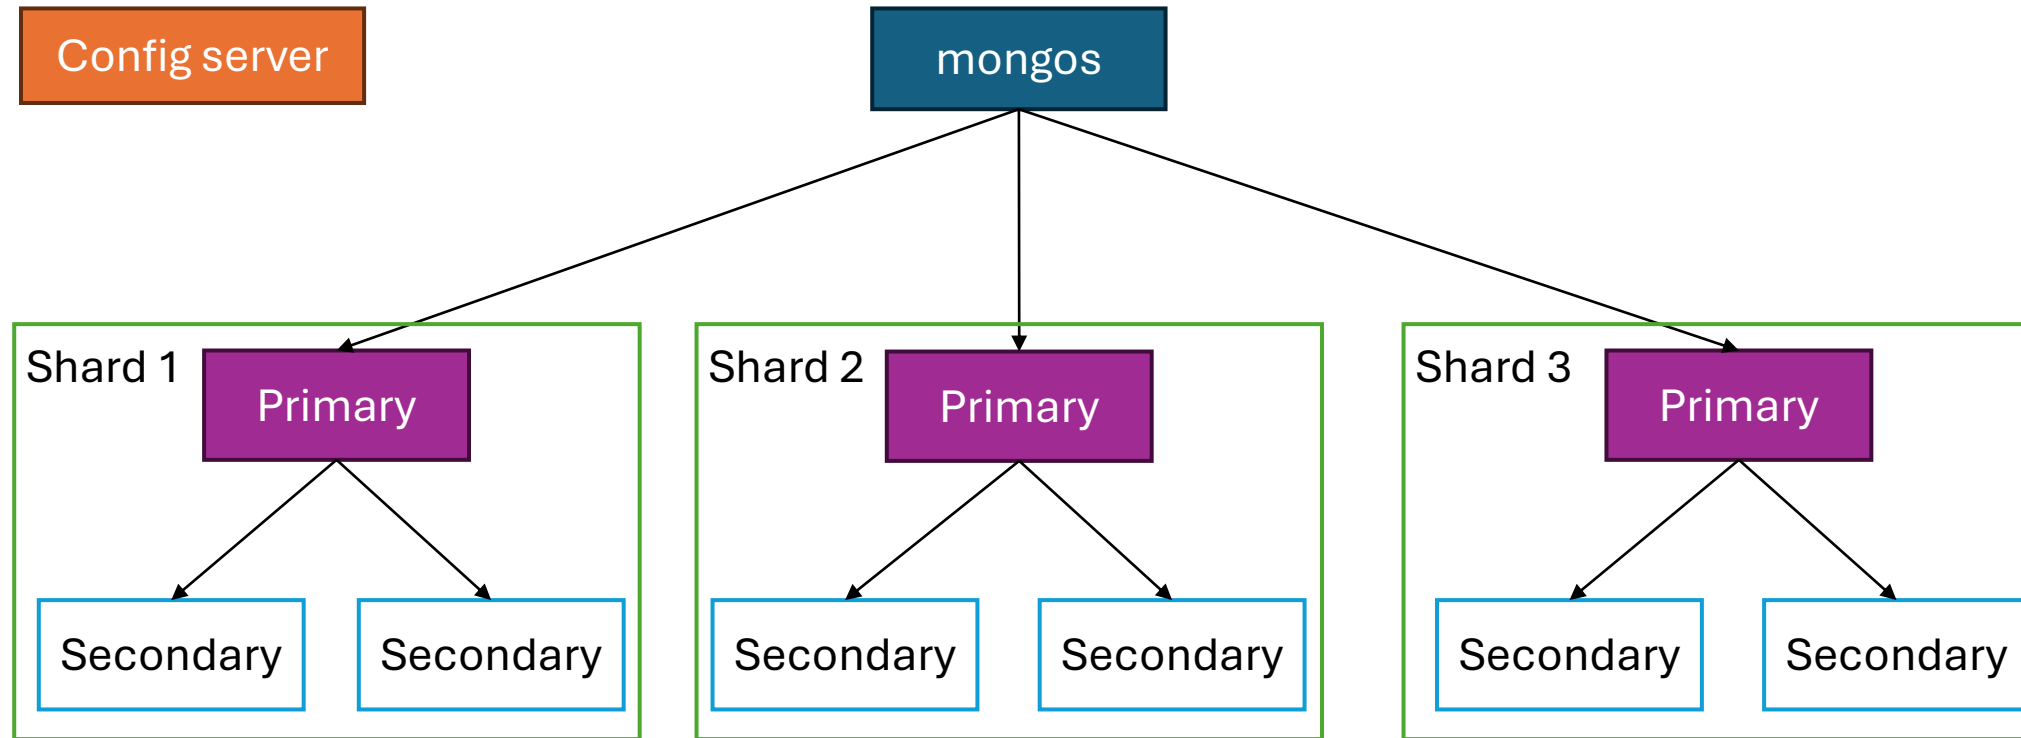 Config server
mongos
Shard 1
Primary
Shard 2
Primary
Shard 3
Primary
Secondary
Secondary
Secondary
Secondary
Secondary
Secondary